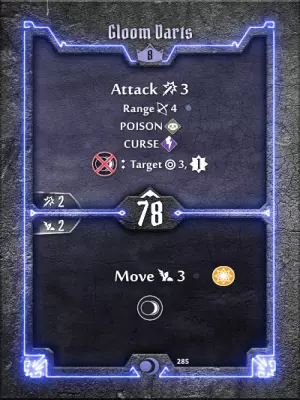 Gloom Darts
8
Attack 3
Range 4
POISON
CURSE
: Target 3,
1
2
78
2
Move 3
285